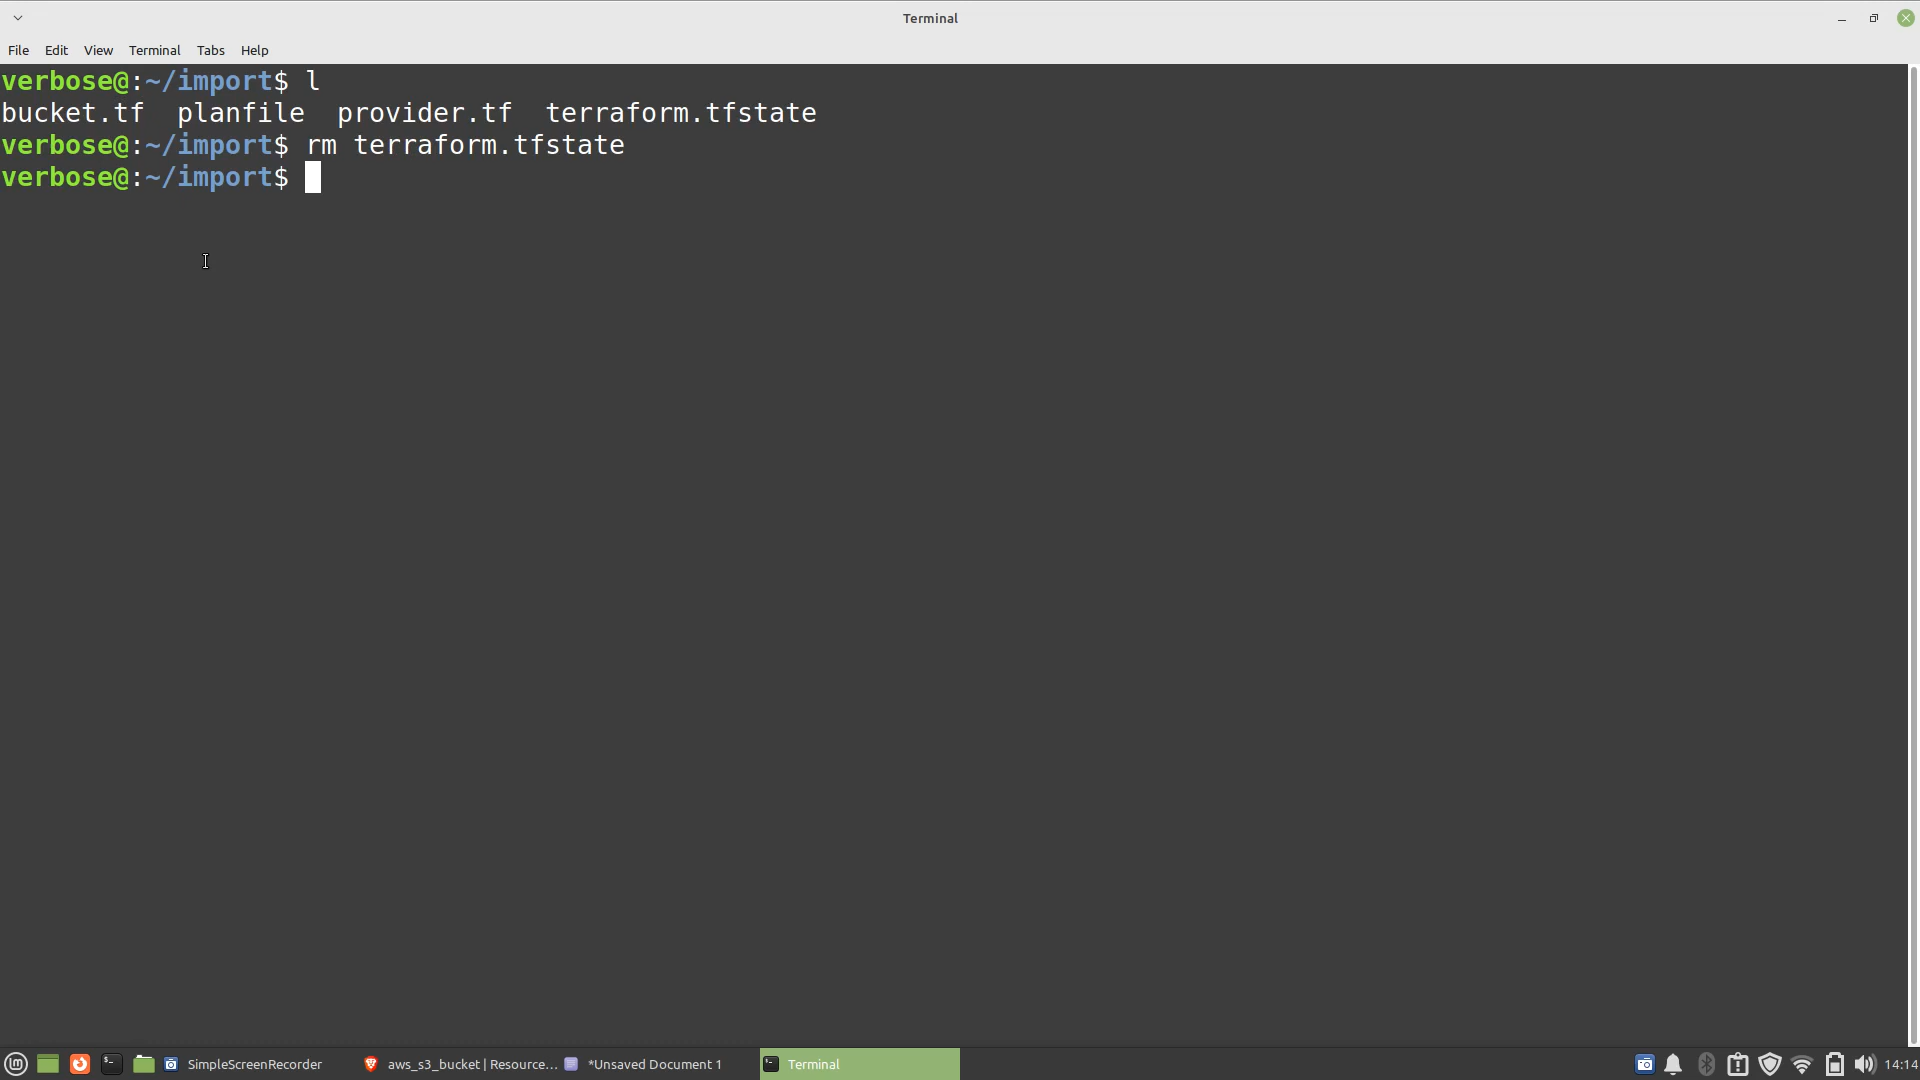 Terminal
File Edit View Terminal Tabs Help
verbose@:~/import$ l
bucket.tf  planfile  provider.tf  terraform.tfstate
verbose@:~/import$ rm terraform.tfstate
verbose@:~/import$
SimpleScreenRecorder aws_s3_bucket | Resource... *Unsaved Document 1 Terminal 14:14